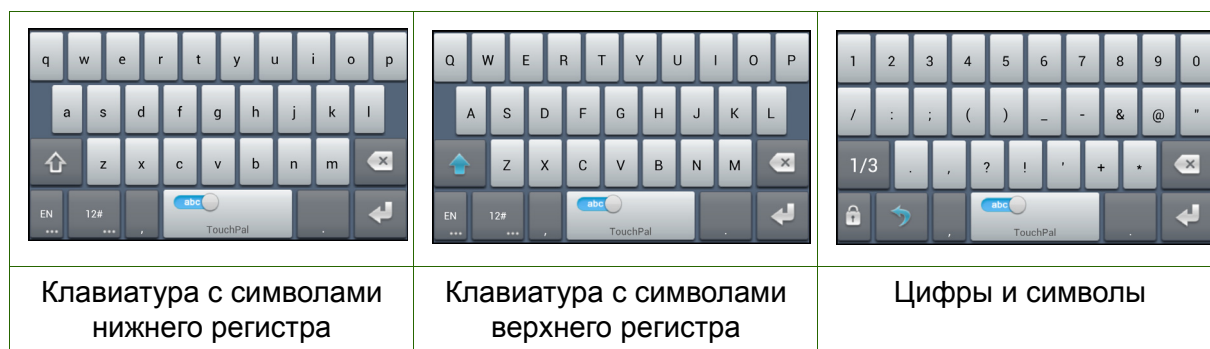 q w e r t y u i o p
a s d f g h j k l
z x c v b n m
EN 12# , abc .
... ... TouchPal
Q W E R T Y U I O P
A S D F G H J K L
Z X C V B N M
EN 12# , abc .
... ... TouchPal
1 2 3 4 5 6 7 8 9 0
/ : ; ( ) _ - & @ "
1/3 . , ? ! ' + *
, abc .
TouchPal
Клавиатура с символами
нижнего регистра
Клавиатура с символами
верхнего регистра
Цифры и символы